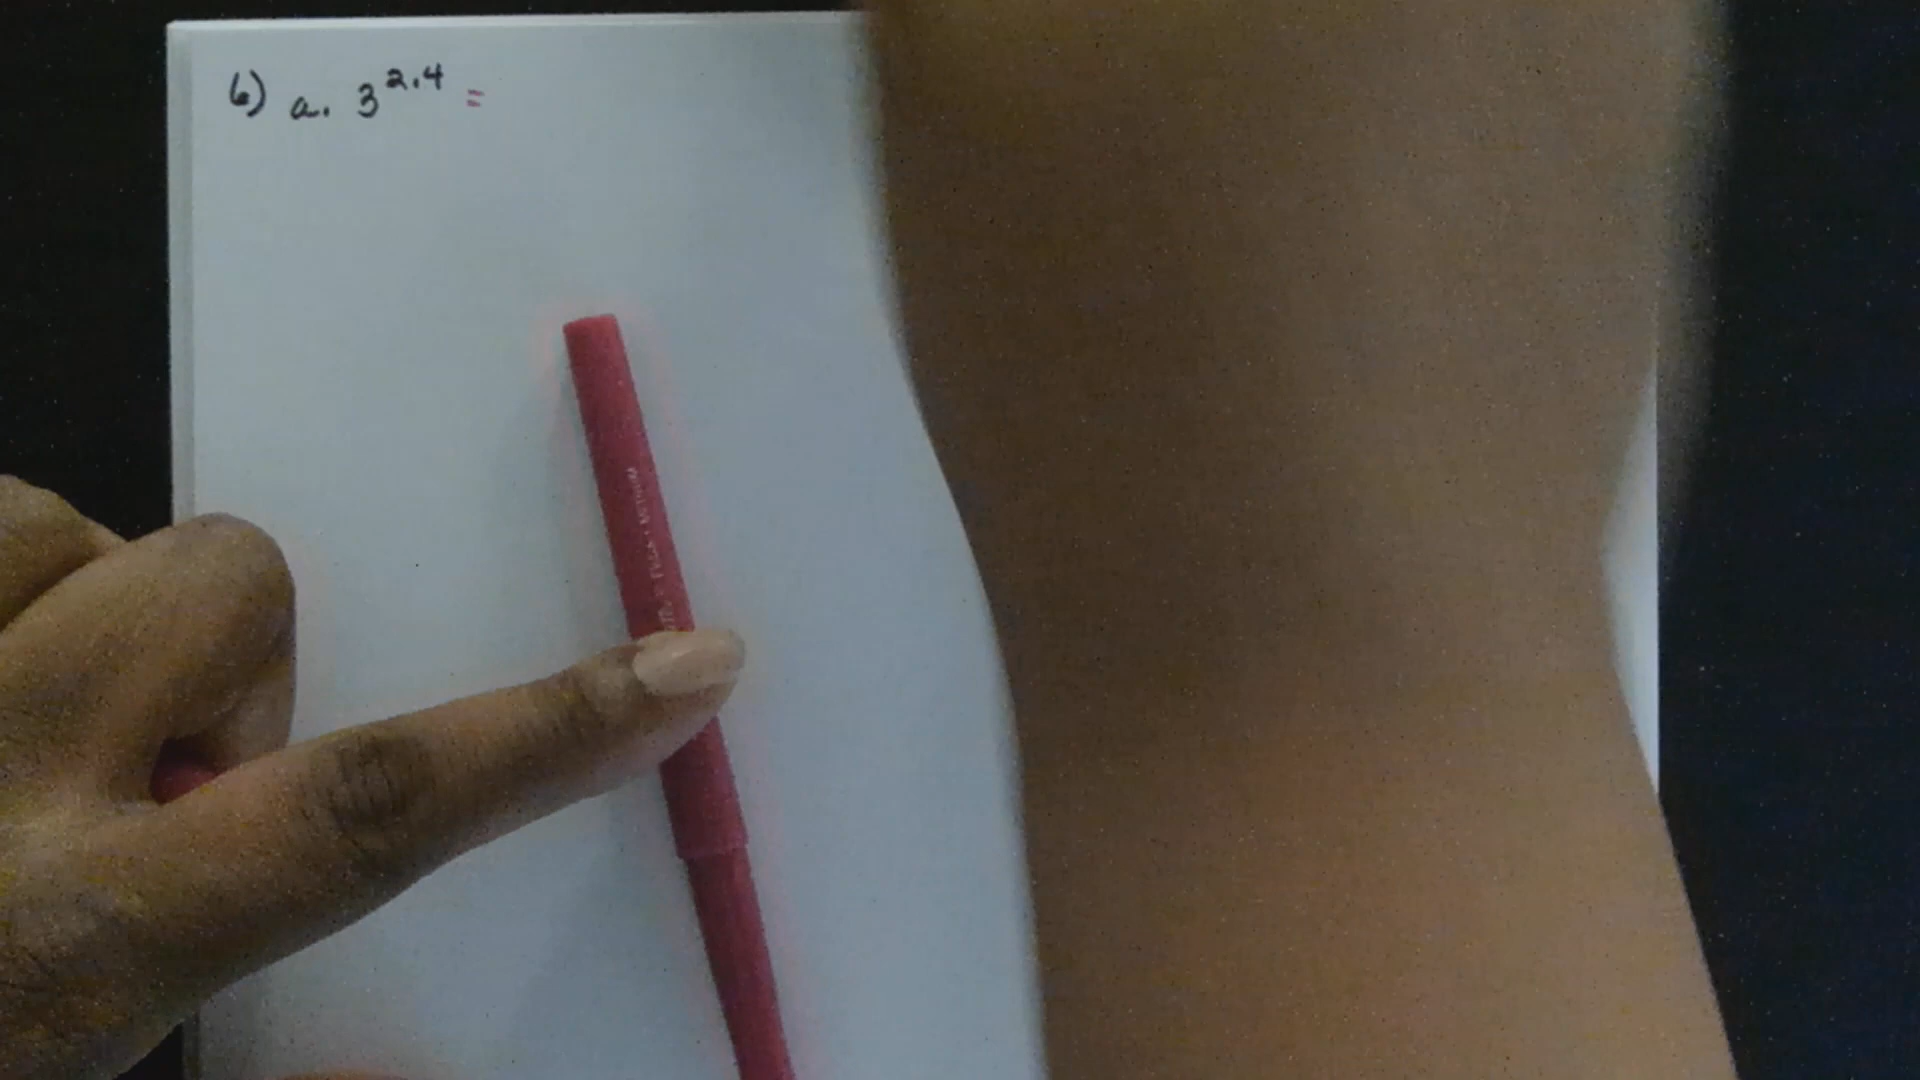 6) a. 3^2.4 =